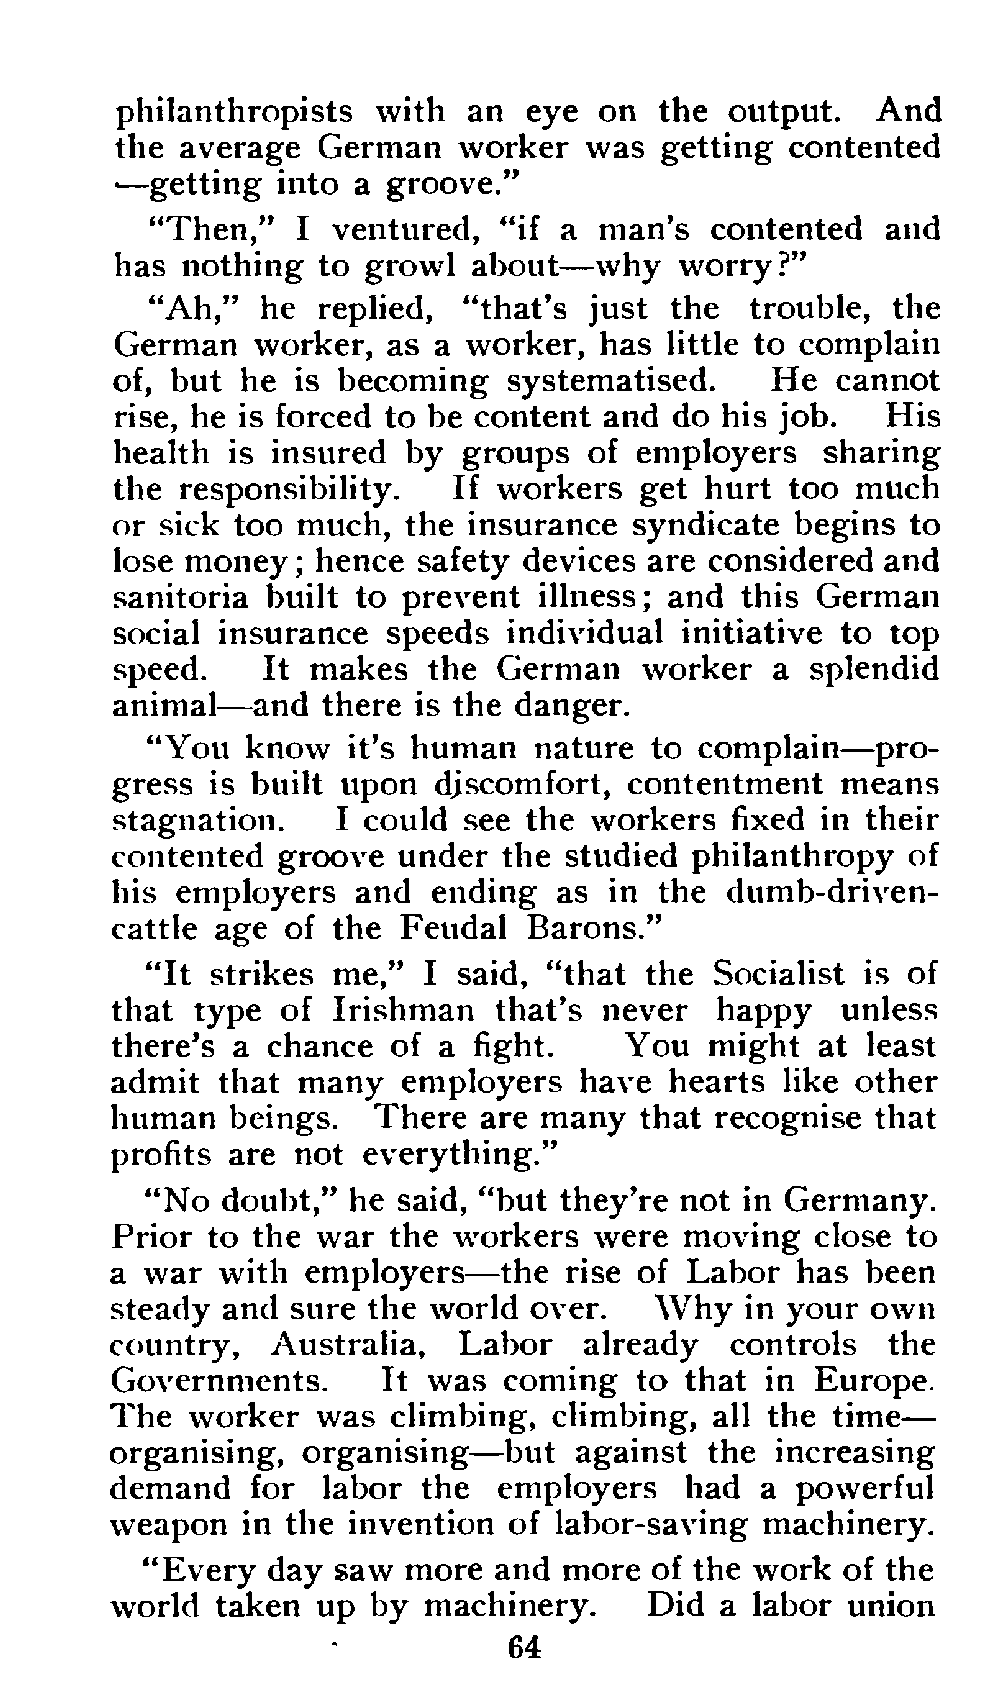 philanthropists with an eye on the output. And
the average German worker was getting contented
—getting into a groove.”
“Then,” I ventured, “if a man's contented and
has nothing to growl about—why worry?”
“Ah,” he replied, “that's just the trouble, the
German worker, as a worker, has little to complain
of, but he is becoming systematised. He cannot
rise, he is forced to be content and do his job. His
health is insured by groups of employers sharing
the responsibility. If workers get hurt too much
or sick too much, the insurance syndicate begins to
lose money; hence safety devices are considered and
sanitoria built to prevent illness; and this German
social insurance speeds individual initiative to top
speed. It makes the German worker a splendid
animal—and there is the danger.
“You know it's human nature to complain—pro-
gress is built upon discomfort, contentment means
stagnation. I could see the workers fixed in their
contented groove under the studied philanthropy of
his employers and ending as in the dumb-driven-
cattle age of the Feudal Barons.”
“It strikes me,” I said, “that the Socialist is of
that type of Irishman that's never happy unless
there's a chance of a fight. You might at least
admit that many employers have hearts like other
human beings. There are many that recognise that
profits are not everything.”
“No doubt,” he said, “but they're not in Germany.
Prior to the war the workers were moving close to
a war with employers—the rise of Labor has been
steady and sure the world over. Why in your own
country, Australia, Labor already controls the
Governments. It was coming to that in Europe.
The worker was climbing, climbing, all the time—
organising, organising—but against the increasing
demand for labor the employers had a powerful
weapon in the invention of labor-saving machinery.
“Every day saw more and more of the work of the
world taken up by machinery. Did a labor union
64